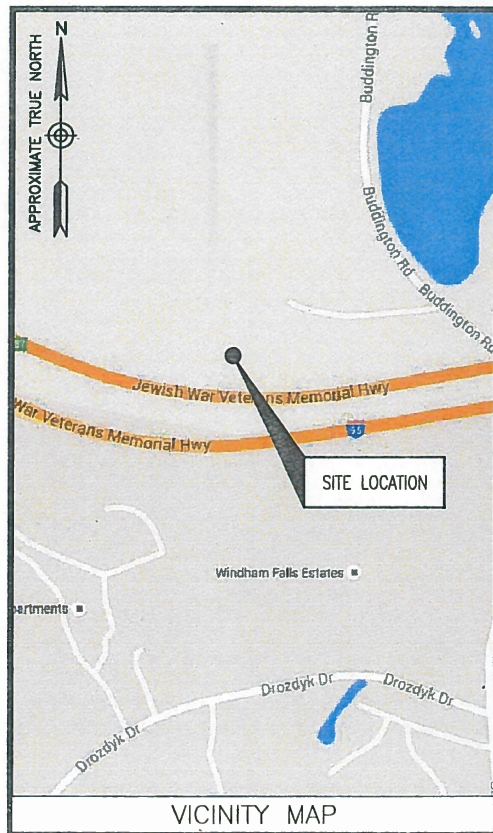 N
APPROXIMATE TRUE NORTH
Buddington R
Buddington Rd
Buddington Rd
Jewish War Veterans Memorial Hwy
War Veterans Memorial Hwy
95
SITE LOCATION
Windham Falls Estates
partments
Drozdyk Dr
Drozdyk Dr
Drozdyk Dr
VICINITY MAP